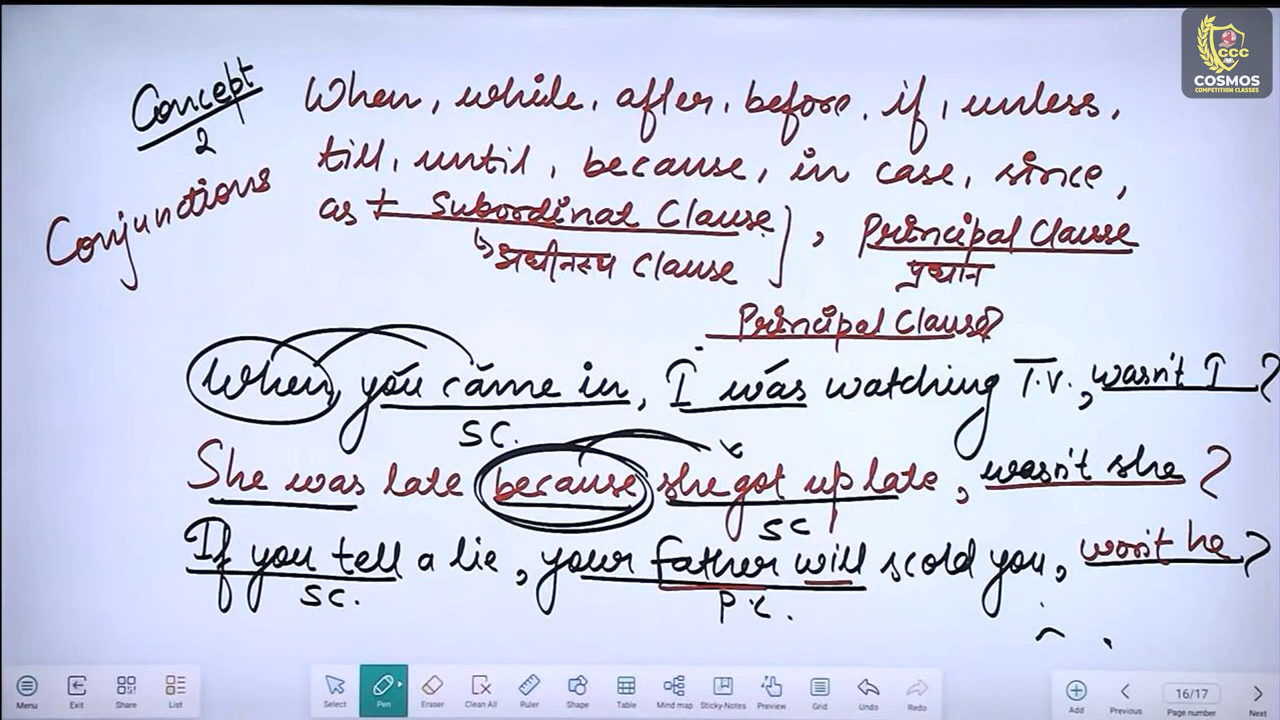 CCC
COSMOS
COMPETITION CLASSES
Concept
2
Conjunctions
When, while, after, before, if, unless,
till, until, because, in case, since,
as + Subordinal Clause], Principal Clause
↳ अधीनस्थ Clause प्रधान
Principal Clause?
When, you came in, I was watching T.V., wasn't I?
SC.
She was late because she got up late, wasn't she?
SC
If you tell a lie, your father will scold you, won't he?
SC. P.C.
Menu Exit Share List Select Pen Eraser Clean All Ruler Shape Table Mind map Sticky-Notes Preview Grid Undo Redo Add Previous 16/17 Page number Next